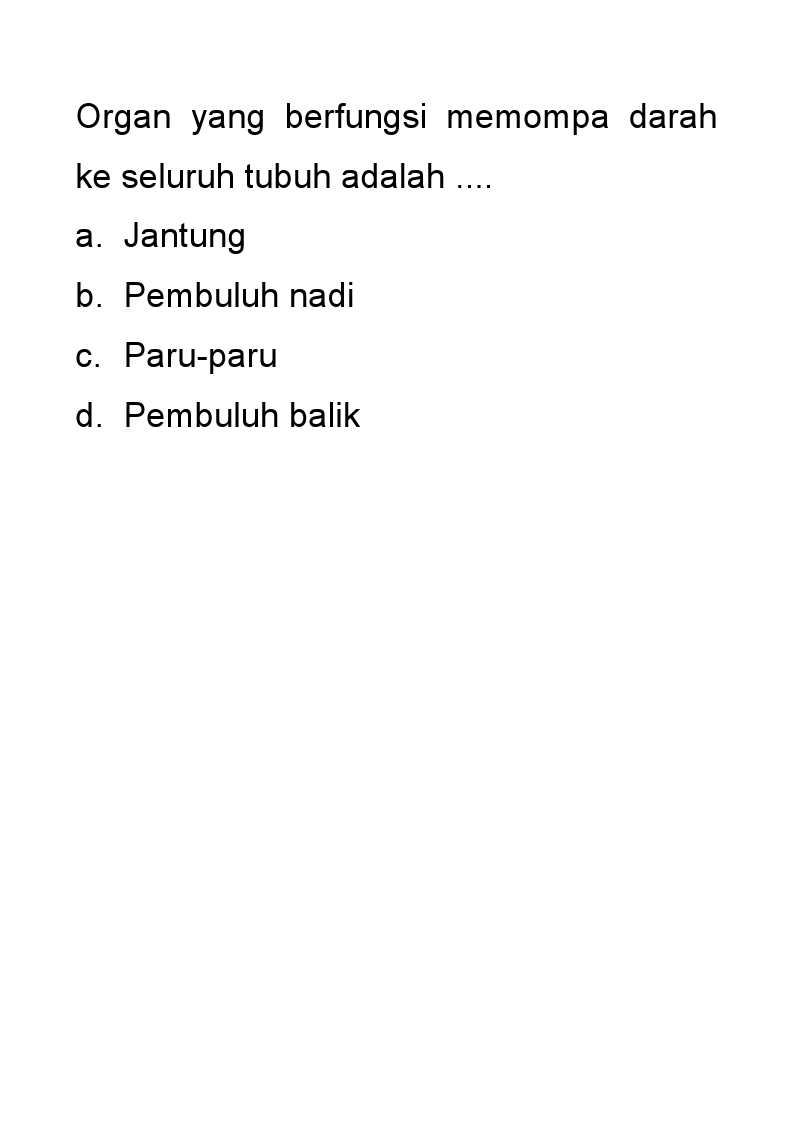 Organ yang berfungsi memompa darah
ke seluruh tubuh adalah ....
a. Jantung
b. Pembuluh nadi
c. Paru-paru
d. Pembuluh balik